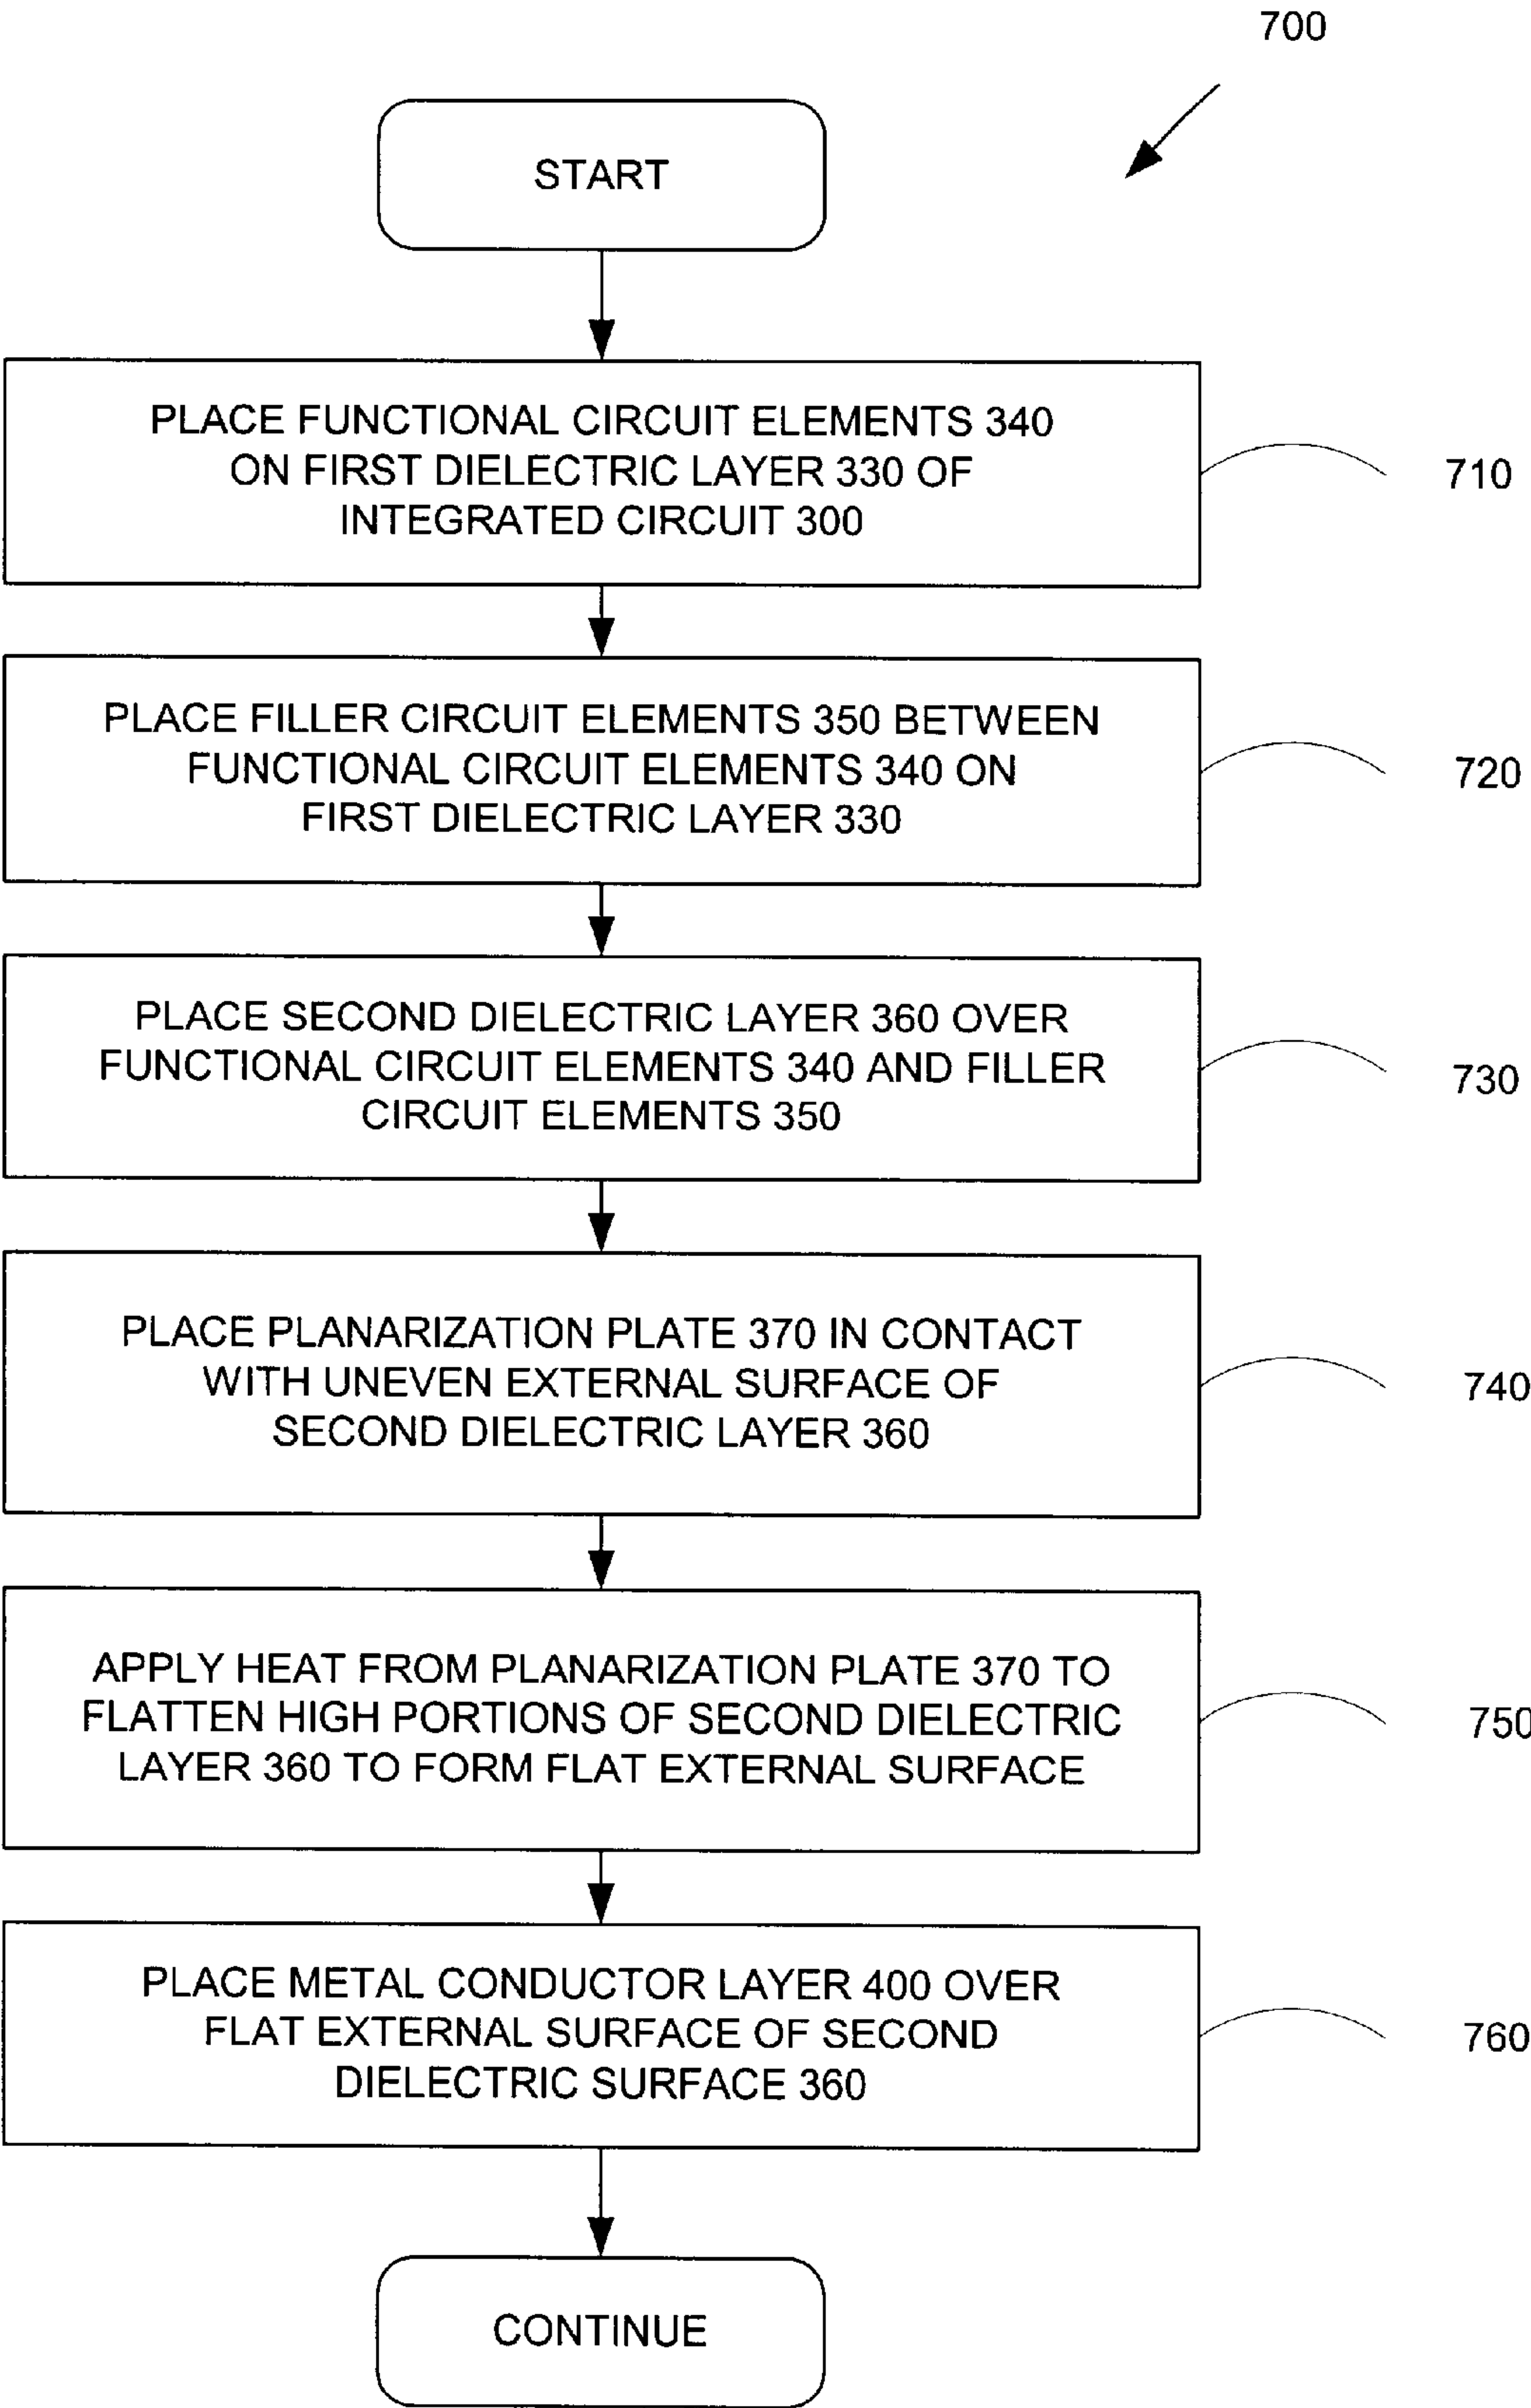 700
START
PLACE FUNCTIONAL CIRCUIT ELEMENTS 340
ON FIRST DIELECTRIC LAYER 330 OF
INTEGRATED CIRCUIT 300
710
PLACE FILLER CIRCUIT ELEMENTS 350 BETWEEN
FUNCTIONAL CIRCUIT ELEMENTS 340 ON
FIRST DIELECTRIC LAYER 330
720
PLACE SECOND DIELECTRIC LAYER 360 OVER
FUNCTIONAL CIRCUIT ELEMENTS 340 AND FILLER
CIRCUIT ELEMENTS 350
730
PLACE PLANARIZATION PLATE 370 IN CONTACT
WITH UNEVEN EXTERNAL SURFACE OF
SECOND DIELECTRIC LAYER 360
740
APPLY HEAT FROM PLANARIZATION PLATE 370 TO
FLATTEN HIGH PORTIONS OF SECOND DIELECTRIC
LAYER 360 TO FORM FLAT EXTERNAL SURFACE
750
PLACE METAL CONDUCTOR LAYER 400 OVER
FLAT EXTERNAL SURFACE OF SECOND
DIELECTRIC SURFACE 360
760
CONTINUE